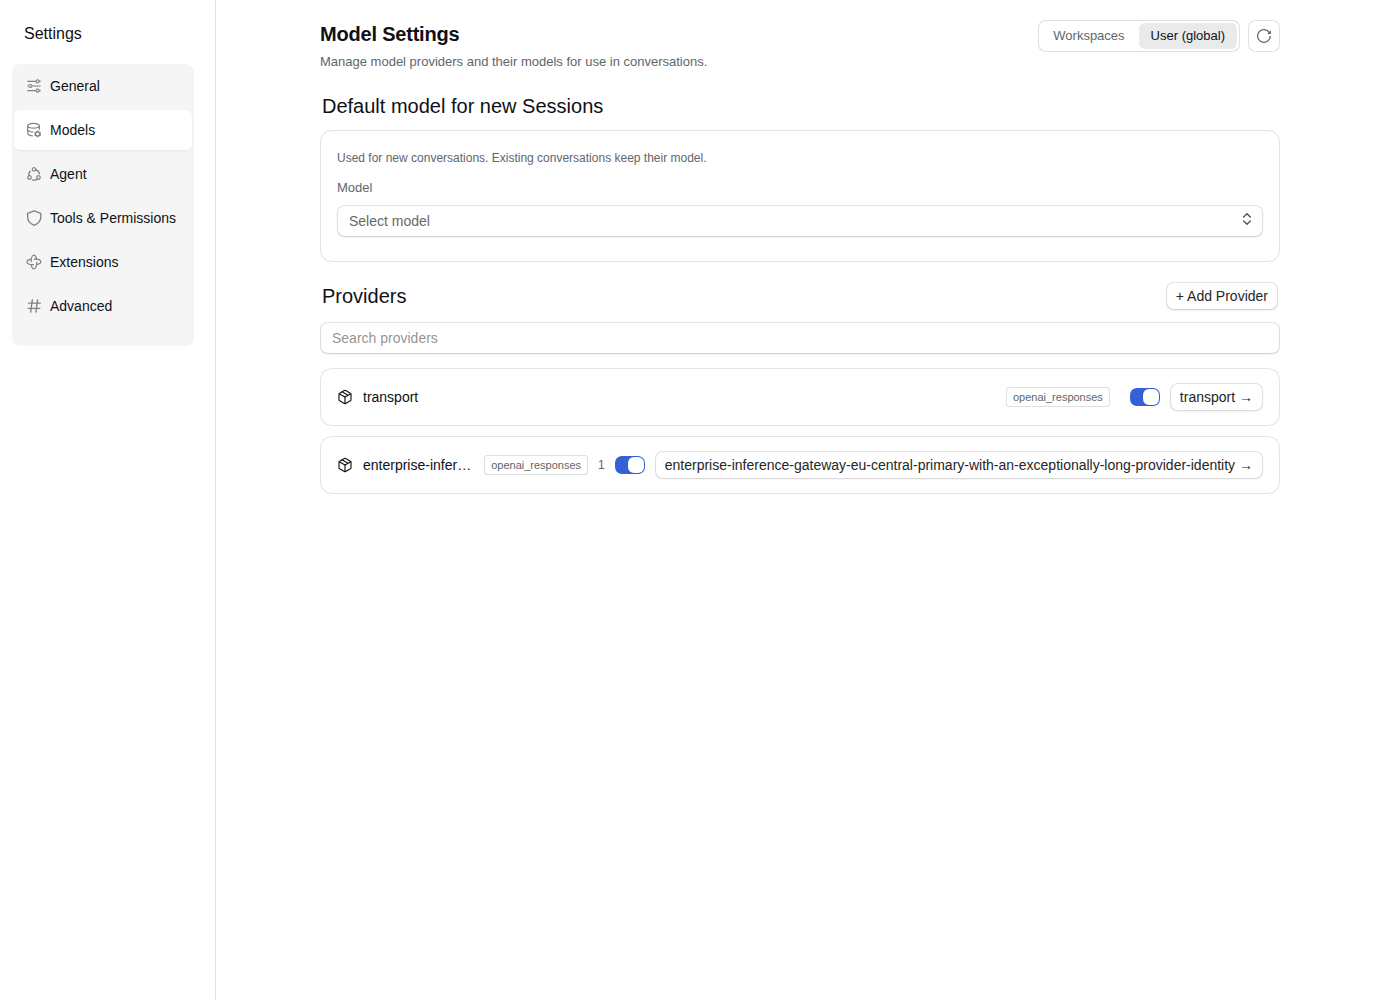 Settings
General
Models
Agent
Tools & Permissions
Extensions
Advanced
Model Settings
Manage model providers and their models for use in conversations.
Workspaces
User (global)
Default model for new Sessions
Used for new conversations. Existing conversations keep their model.
Model
Select model
Providers
+ Add Provider
Search providers
transport
openai_responses
transport →
enterprise-infer…
openai_responses
1
enterprise-inference-gateway-eu-central-primary-with-an-exceptionally-long-provider-identity →